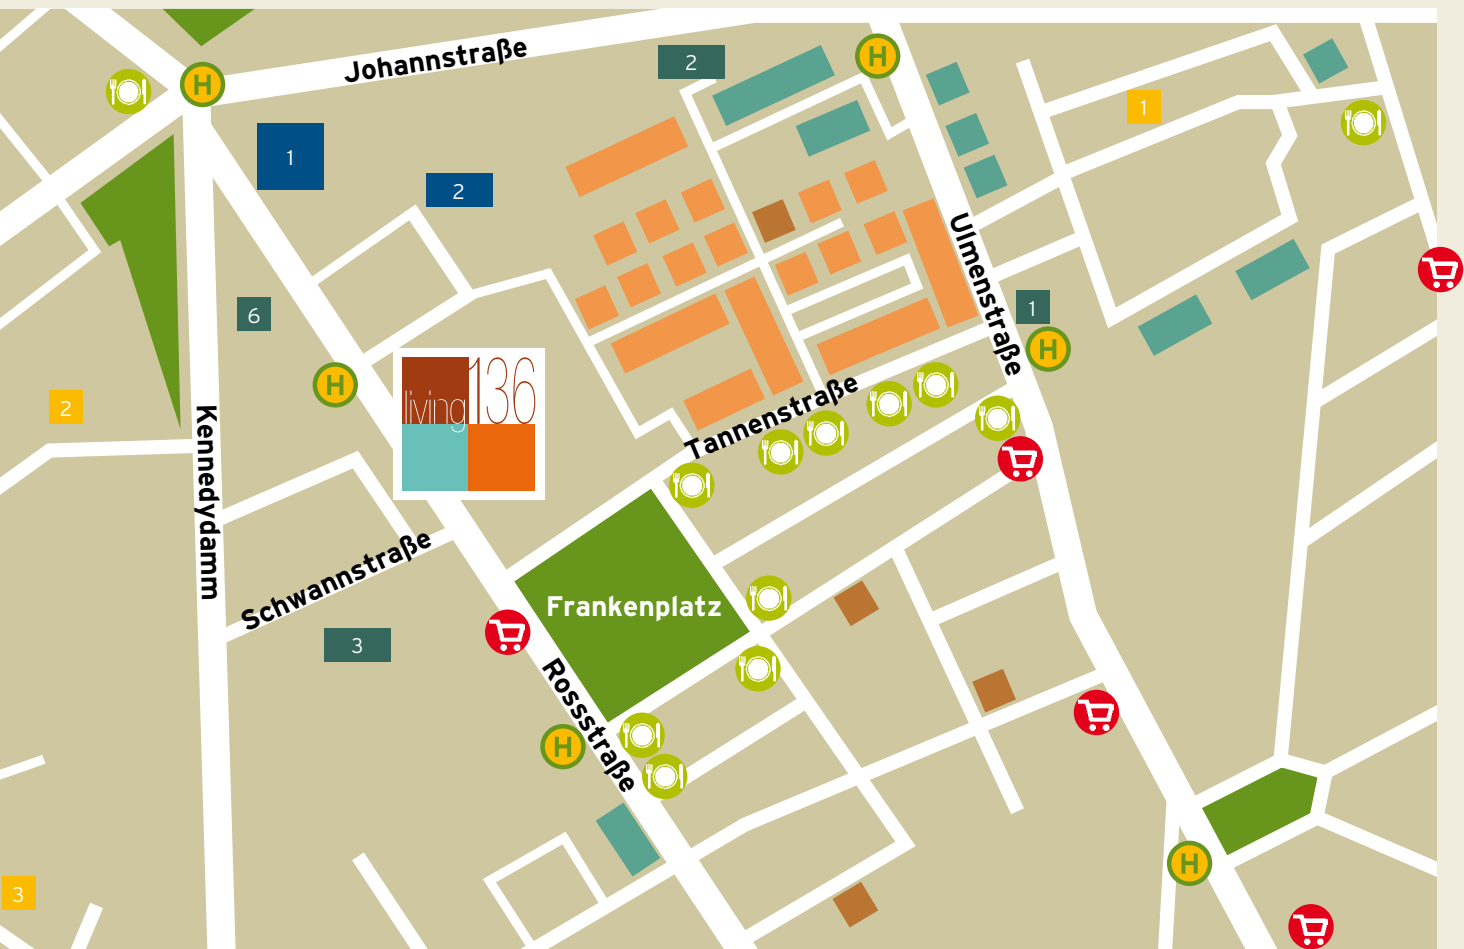 Johannstraße
H
H
2
1
1
2
Ulmenstraße
6
1
H
H
living
136
2
Tannenstraße
Kennedydamm
Schwannstraße
Frankenplatz
3
Rossstraße
H
H
3